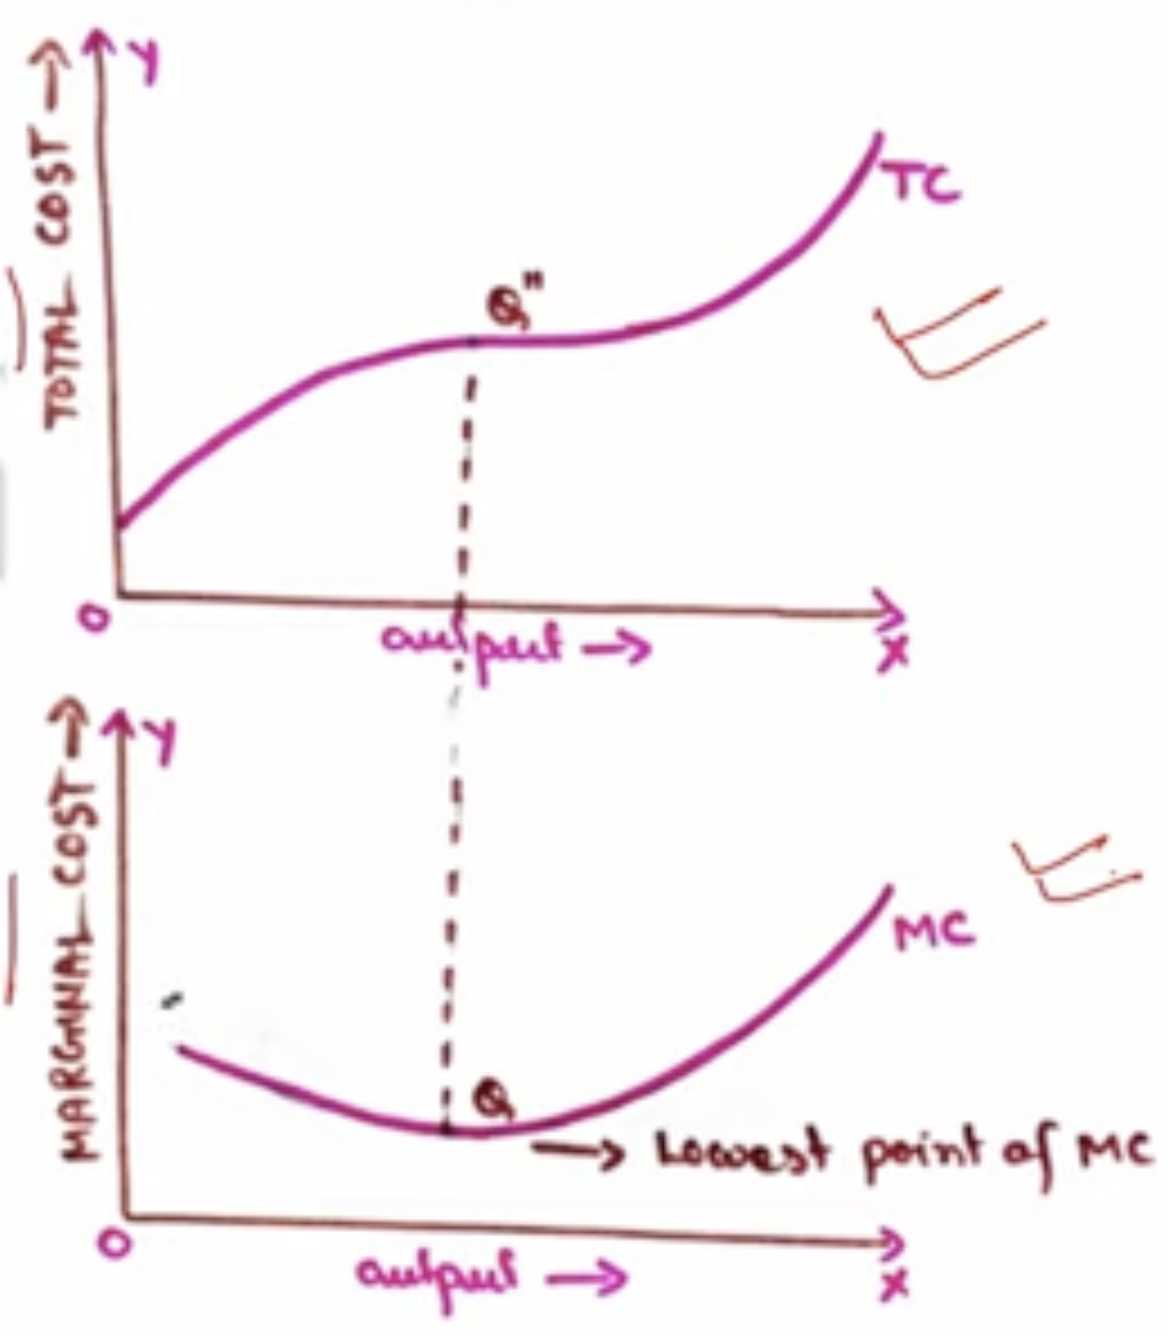 Y
TOTAL COST →
TC
Q"
O
output →
X
Y
MARGINAL COST →
MC
Q
→ Lowest point of MC
O
output →
X